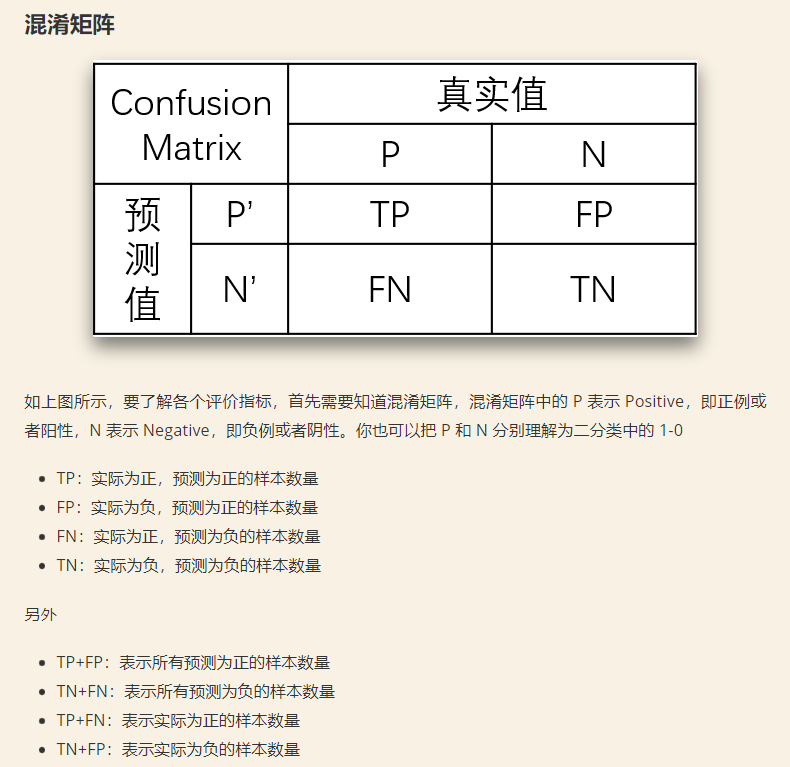 混淆矩阵
Confusion
Matrix
真实值
P
N
预
测
值
P’
TP
FP
N’
FN
TN
如上图所示，要了解各个评价指标，首先需要知道混淆矩阵，混淆矩阵中的 P 表示 Positive，即正例或
者阳性，N 表示 Negative，即负例或者阴性。你也可以把 P 和 N 分别理解为二分类中的 1-0
TP：实际为正，预测为正的样本数量
FP：实际为负，预测为正的样本数量
FN：实际为正，预测为负的样本数量
TN：实际为负，预测为负的样本数量
另外
TP+FP：表示所有预测为正的样本数量
TN+FN：表示所有预测为负的样本数量
TP+FN：表示实际为正的样本数量
TN+FP：表示实际为负的样本数量